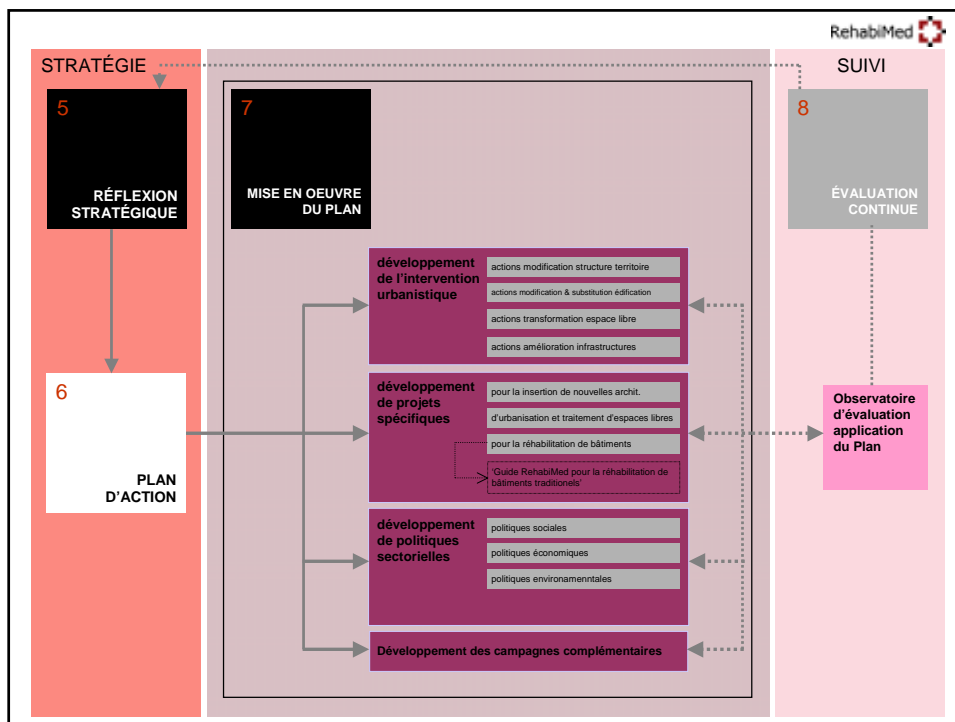 RehabiMed
STRATÉGIE
SUIVI
5
RÉFLEXION
STRATÉGIQUE
7
MISE EN OEUVRE
DU PLAN
8
ÉVALUATION
CONTINUE
développement
de l’intervention
urbanistique
actions modification structure territoire
actions modification & substitution édification
actions transformation espace libre
actions amélioration infrastructures
6
PLAN
D’ACTION
développement
de projets
spécifiques
pour la insertion de nouvelles archit.
d'urbanisation et traitement d'espaces libres
pour la réhabilitation de bâtiments
‘Guide RehabiMed pour la réhabilitation de
bâtiments traditionels’
Observatoire
d'évaluation
application
du Plan
développement
de politiques
sectorielles
politiques sociales
politiques économiques
politiques environamenntales
Développement des campagnes complémentaires